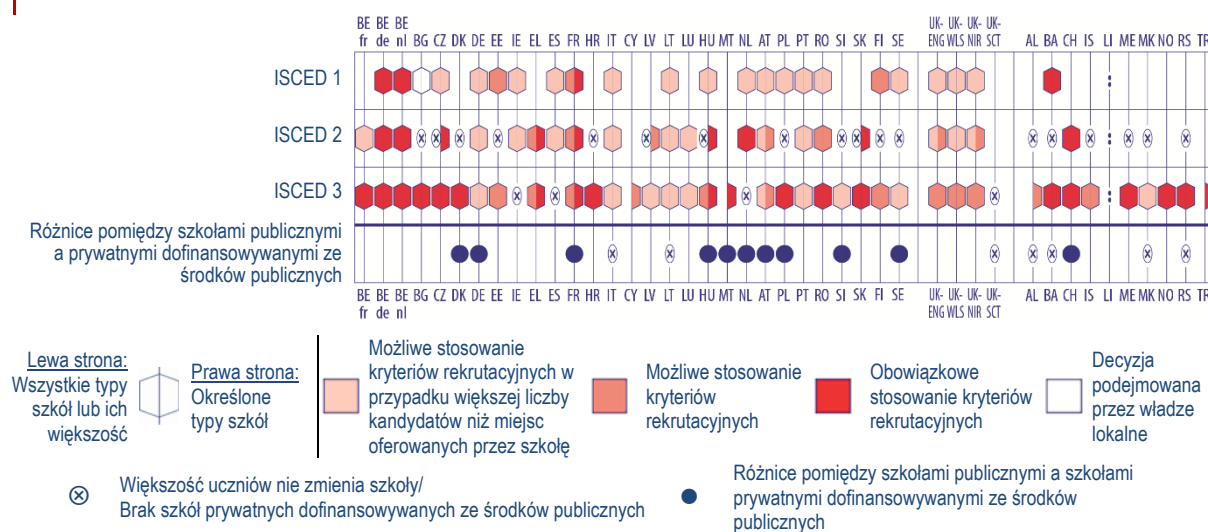 BE BE BE UK- UK- UK- UK-
fr de nl BG CZ DK DE EE IE EL ES FR HR IT CY LV LT LU HU MT NL AT PL PT RO SI SK FI SE ENG WLS NIR SCT AL BA CH IS LI ME MK NO RS TR
ISCED 1
:
ISCED 2
:
ISCED 3
:
Różnice pomiędzy szkołami publicznymi
a prywatnymi dofinansowywanymi ze
środków publicznych
BE BE BE BG CZ DK DE EE IE EL ES FR HR IT CY LV LT LU HU MT NL AT PL PT RO SI SK FI SE UK- UK- UK- UK- AL BA CH IS LI ME MK NO RS TR
fr de nl ENG WLS NIR SCT
Lewa strona:
Wszystkie typy
szkół lub ich
większość
Prawa strona:
Określone
typy szkół
Możliwe stosowanie
kryteriów rekrutacyjnych w
przypadku większej liczby
kandydatów niż miejsc
oferowanych przez szkołę
Możliwe stosowanie
kryteriów
rekrutacyjnych
Obowiązkowe
stosowanie kryteriów
rekrutacyjnych
Decyzja
podejmowana
przez władze
lokalne
Większość uczniów nie zmienia szkoły/
Brak szkół prywatnych dofinansowywanych ze środków publicznych
Różnice pomiędzy szkołami publicznymi a szkołami
prywatnymi dofinansowywanymi ze środków
publicznych